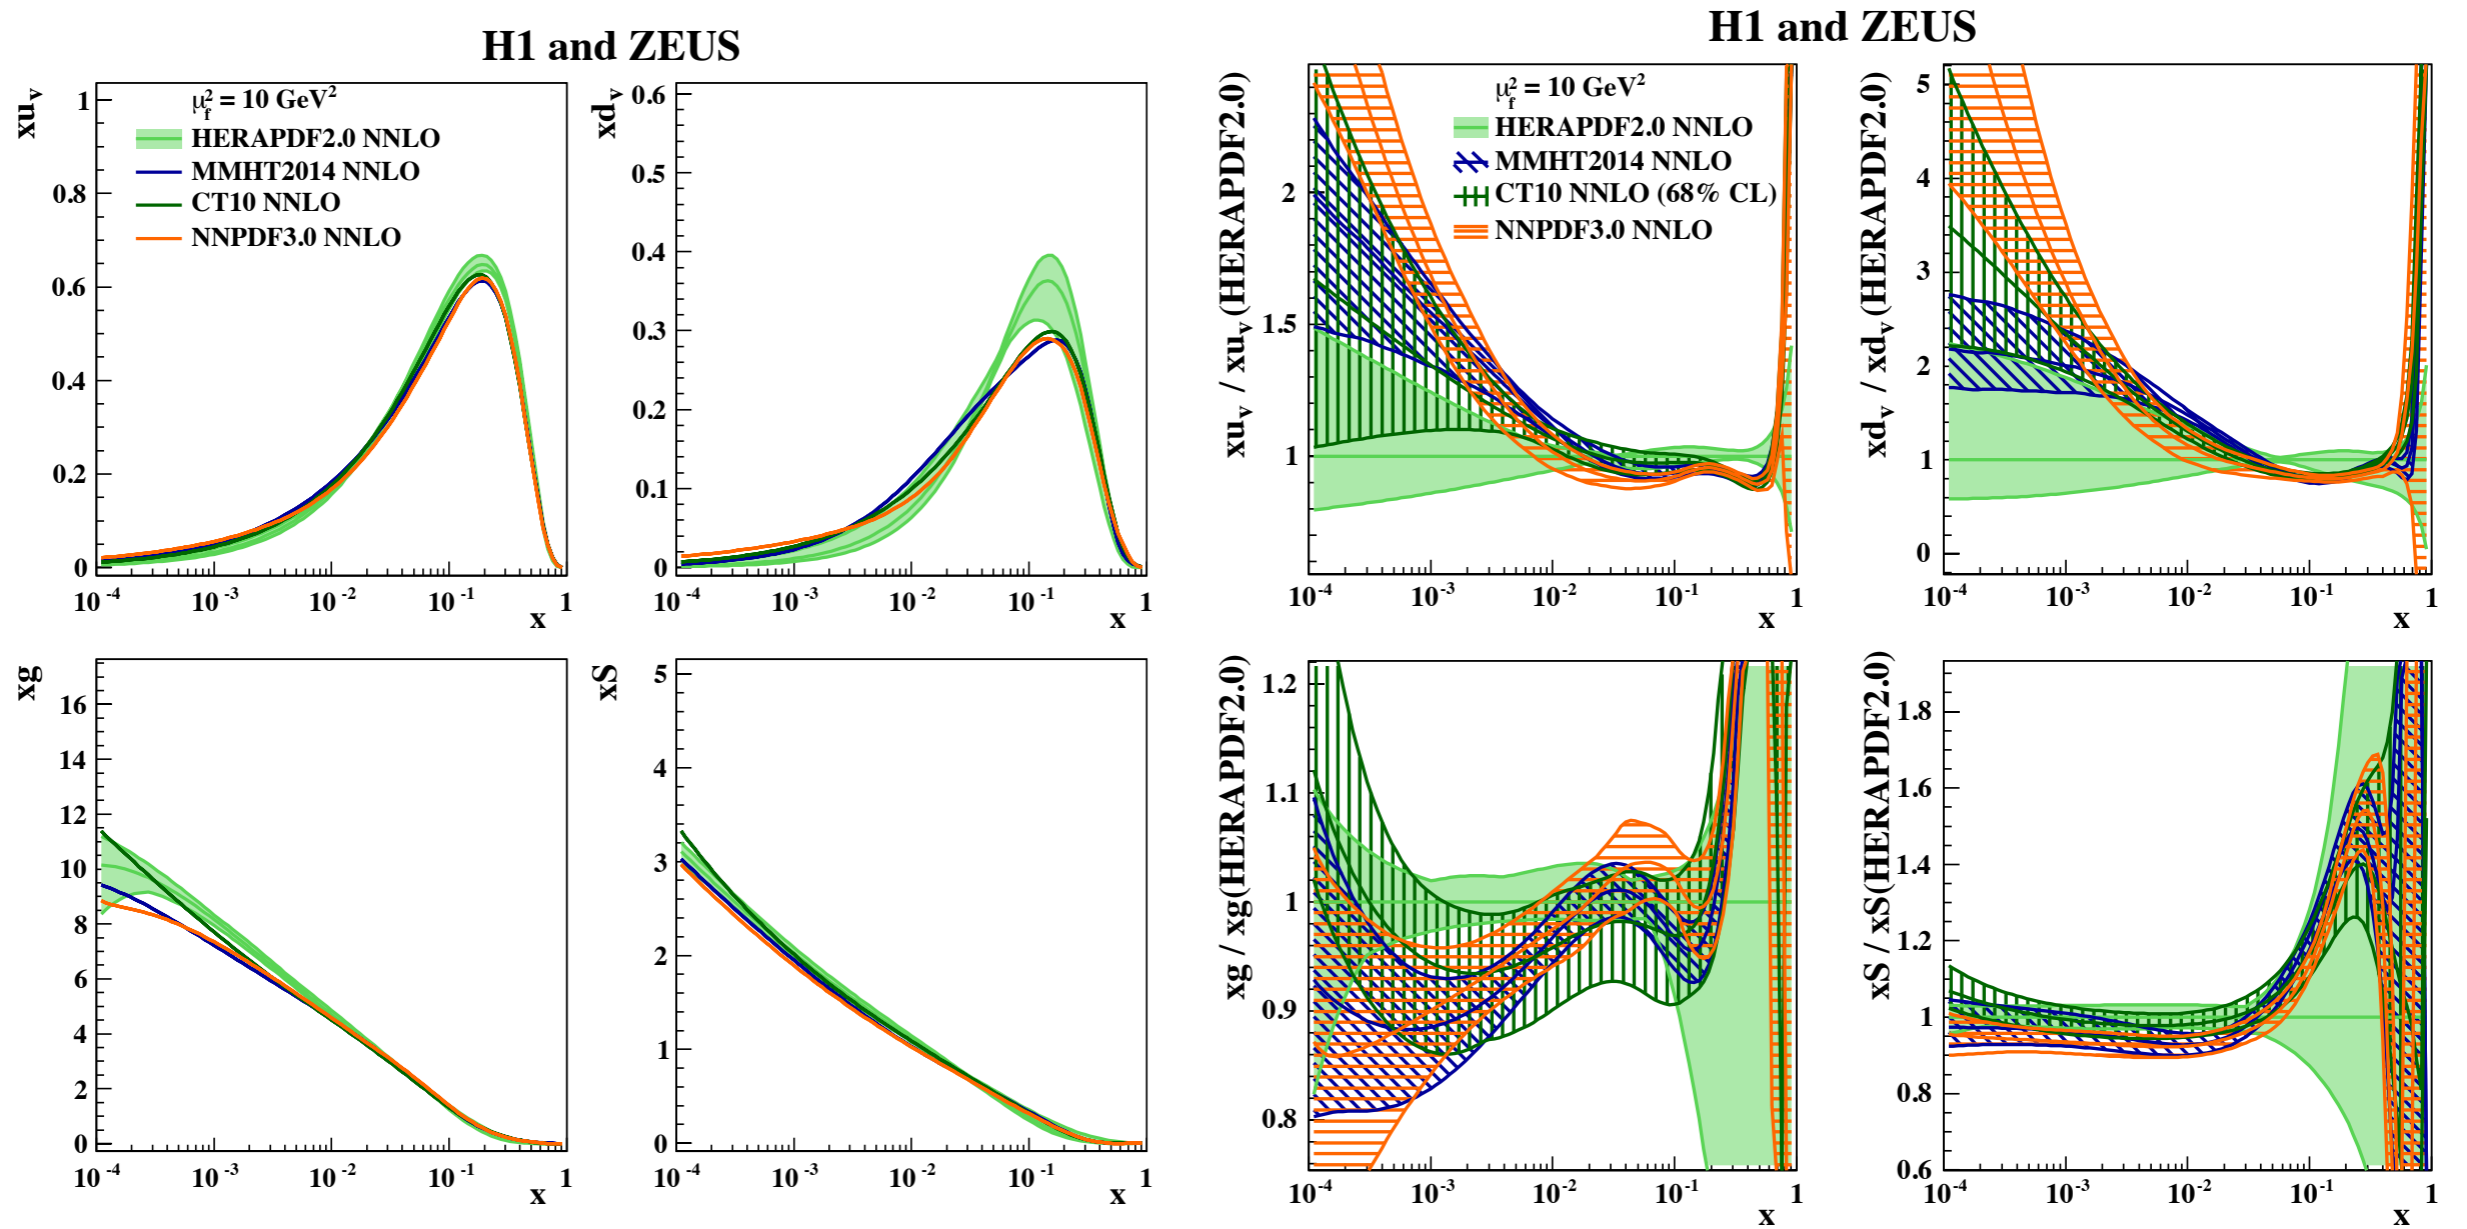 H1 and ZEUS
xu_v
μ_f^2 = 10 GeV^2
HERAPDF2.0 NNLO
MMHT2014 NNLO
CT10 NNLO
NNPDF3.0 NNLO
1
0.8
0.6
0.4
0.2
0
10^-4 10^-3 10^-2 10^-1 1
x
xd_v
0.6
0.5
0.4
0.3
0.2
0.1
0
10^-4 10^-3 10^-2 10^-1 1
x
xg
16
14
12
10
8
6
4
2
0
10^-4 10^-3 10^-2 10^-1 1
x
xS
5
4
3
2
1
0
10^-4 10^-3 10^-2 10^-1 1
x
H1 and ZEUS
xu_v / xu_v(HERAPDF2.0)
μ_f^2 = 10 GeV^2
HERAPDF2.0 NNLO
MMHT2014 NNLO
CT10 NNLO (68% CL)
NNPDF3.0 NNLO
2
1.5
1
10^-4 10^-3 10^-2 10^-1 1
x
xd_v / xd_v(HERAPDF2.0)
5
4
3
2
1
0
10^-4 10^-3 10^-2 10^-1 1
x
xg / xg(HERAPDF2.0)
1.2
1.1
1
0.9
0.8
10^-4 10^-3 10^-2 10^-1 1
x
xS / xS(HERAPDF2.0)
1.8
1.6
1.4
1.2
1
0.8
0.6
10^-4 10^-3 10^-2 10^-1 1
x